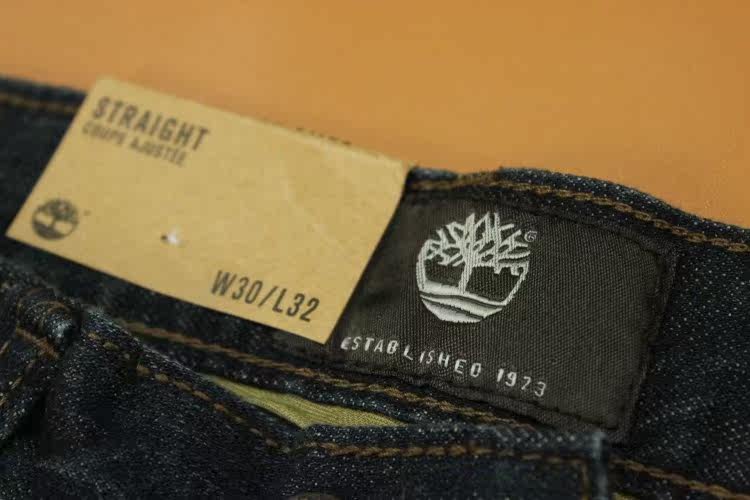 STRAIGHT
COUPE AJUSTÉE
W30/L32
®
ESTABLISHED 1973